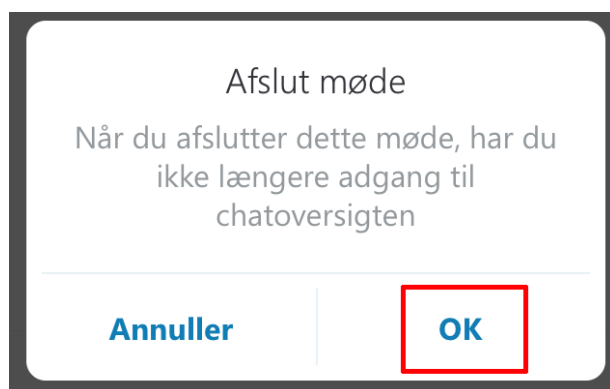 Afslut møde
Når du afslutter dette møde, har du
ikke længere adgang til
chatoversigten
Annuller
OK